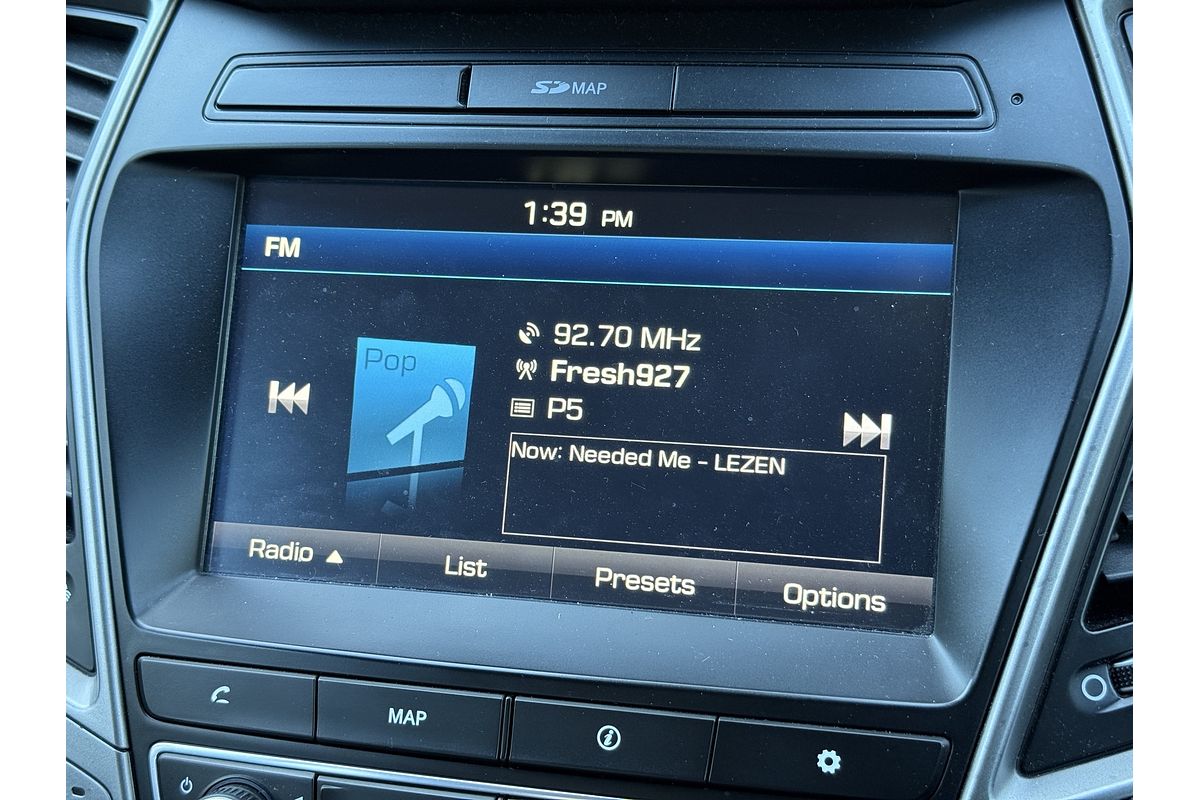 SD MAP
1:39 PM
FM
Pop
92.70 MHz
Fresh927
P5
Now: Needed Me - LEZEN
Radio ▲
List
Presets
Options
MAP